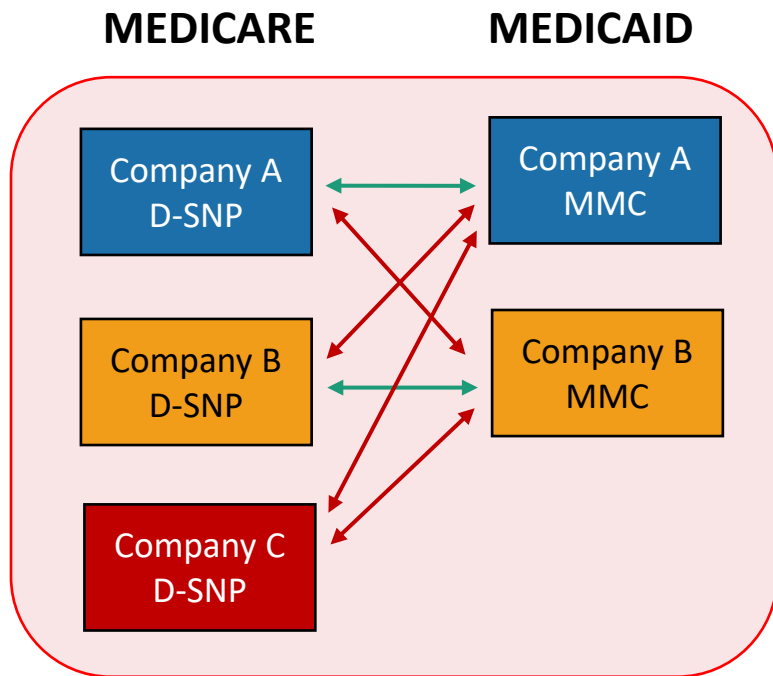 MEDICARE
MEDICAID
Company A
D-SNP
Company A
MMC
Company B
D-SNP
Company B
MMC
Company C
D-SNP